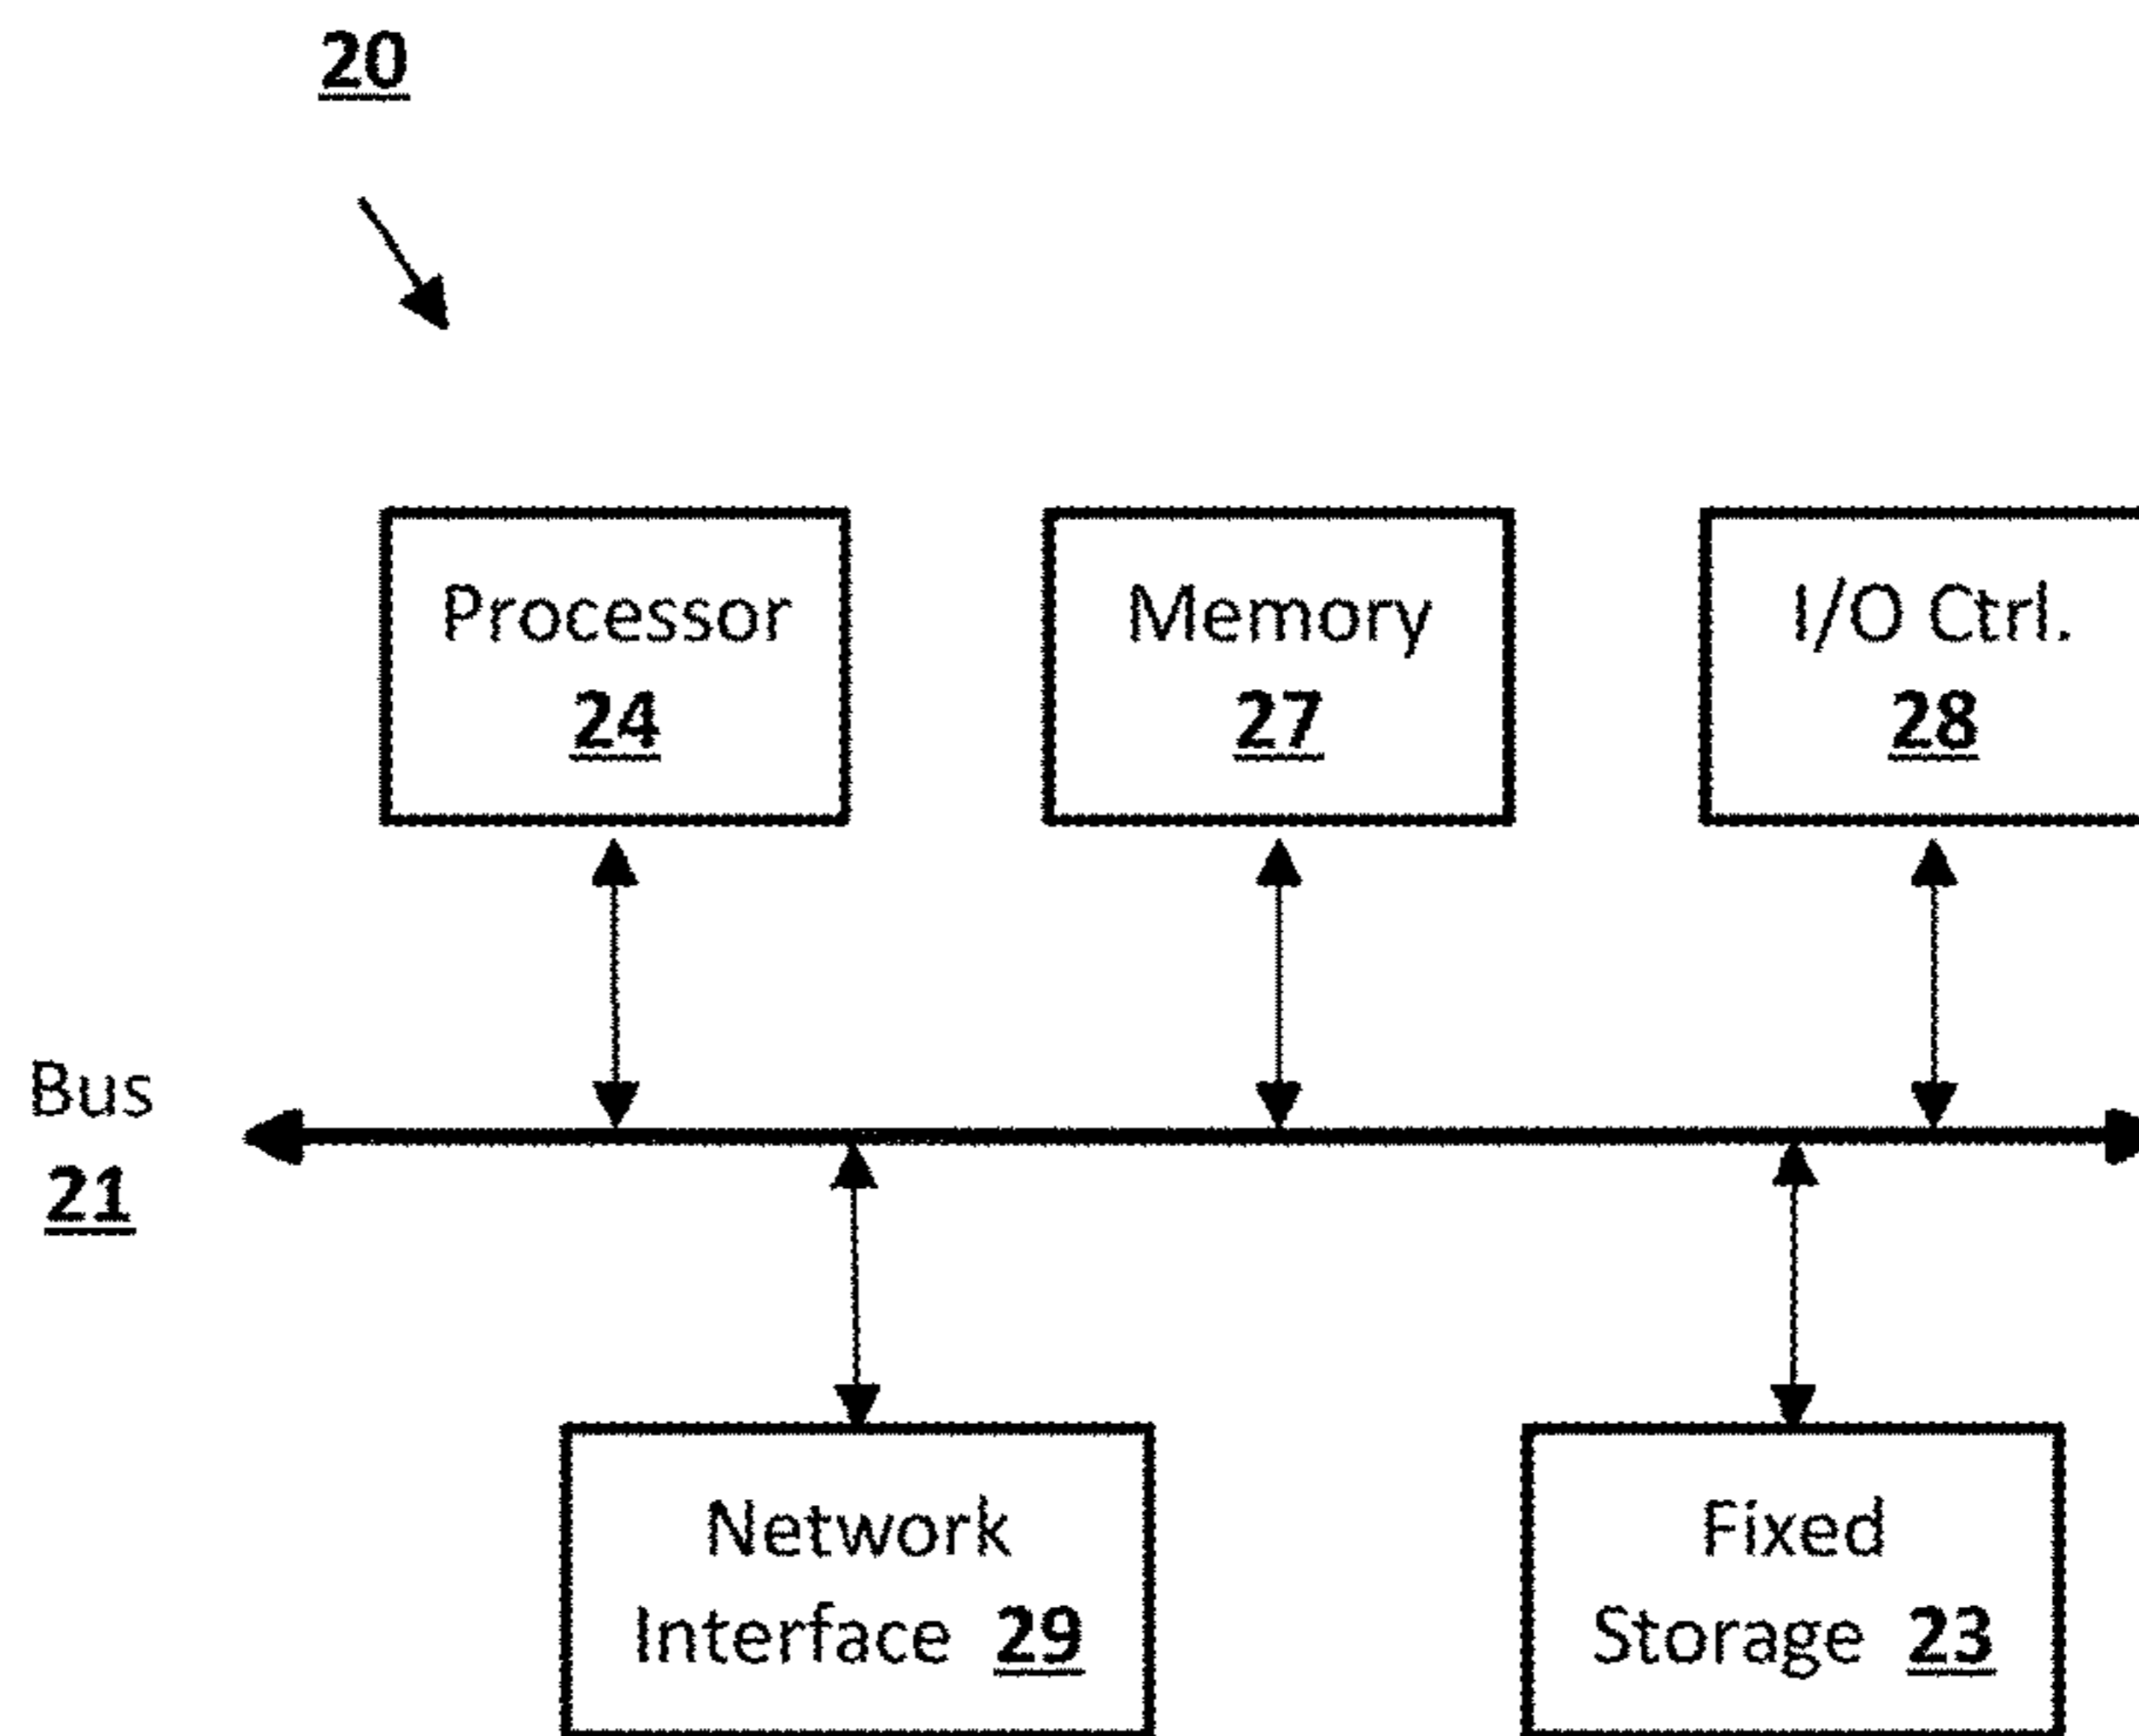 20
Processor
24
Memory
27
I/O Ctrl.
28
Bus
21
Network
Interface 29
Fixed
Storage 23